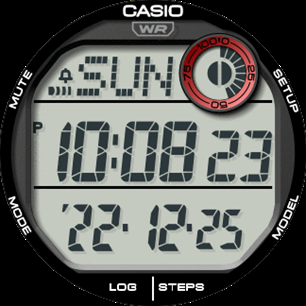 CASIO
WR
SUN
100/0
75 25
50
MUTE
SETUP
P 10:08 23
'22-12-25
MODE
MODEL
LOG | STEPS